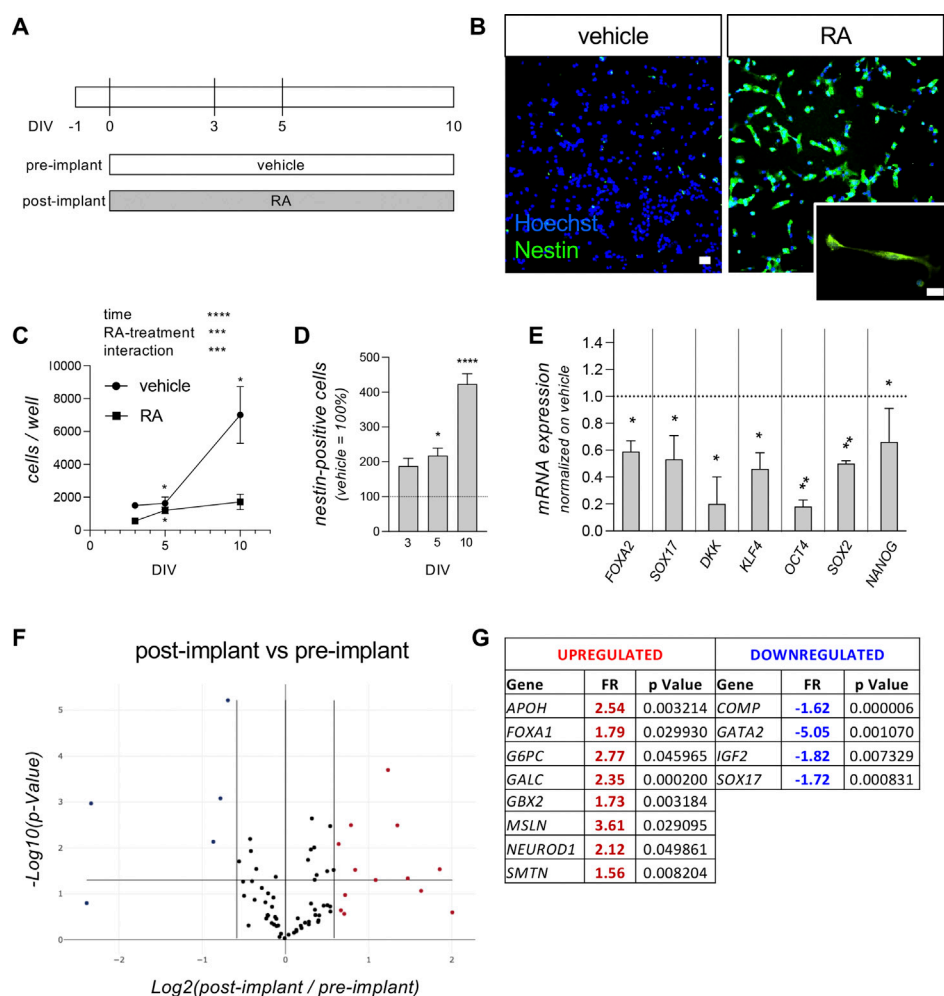 A
DIV -1 0 3 5 10
pre-implant vehicle
post-implant RA
B
vehicle RA
Hoechst
Nestin
C
time ****
RA-treatment ***
interaction ***
cells / well
10000
8000
6000
4000
2000
0
vehicle
RA
*
*
*
0 5 10
DIV
D
nestin-positive cells
(vehicle = 100%)
500
400
300
200
100
0
*
****
3 5 10
DIV
E
mRNA expression
normalized on vehicle
1.0
0.8
0.6
0.4
0.2
0.0
* * * * ** ** *
FOXA2 SOX17 DKK KLF4 OCT4 SOX2 NANOG
F
post-implant vs pre-implant
-Log10(p-Value)
5
4
3
2
1
0
-2 -1 0 1 2
Log2(post-implant / pre-implant)
G
UPREGULATED DOWNREGULATED
Gene FR p Value Gene FR p Value
APOH 2.54 0.003214 COMP -1.62 0.000006
FOXA1 1.79 0.029930 GATA2 -5.05 0.001070
G6PC 2.77 0.045965 IGF2 -1.82 0.007329
GALC 2.35 0.000200 SOX17 -1.72 0.000831
GBX2 1.73 0.003184
MSLN 3.61 0.029095
NEUROD1 2.12 0.049861
SMTN 1.56 0.008204